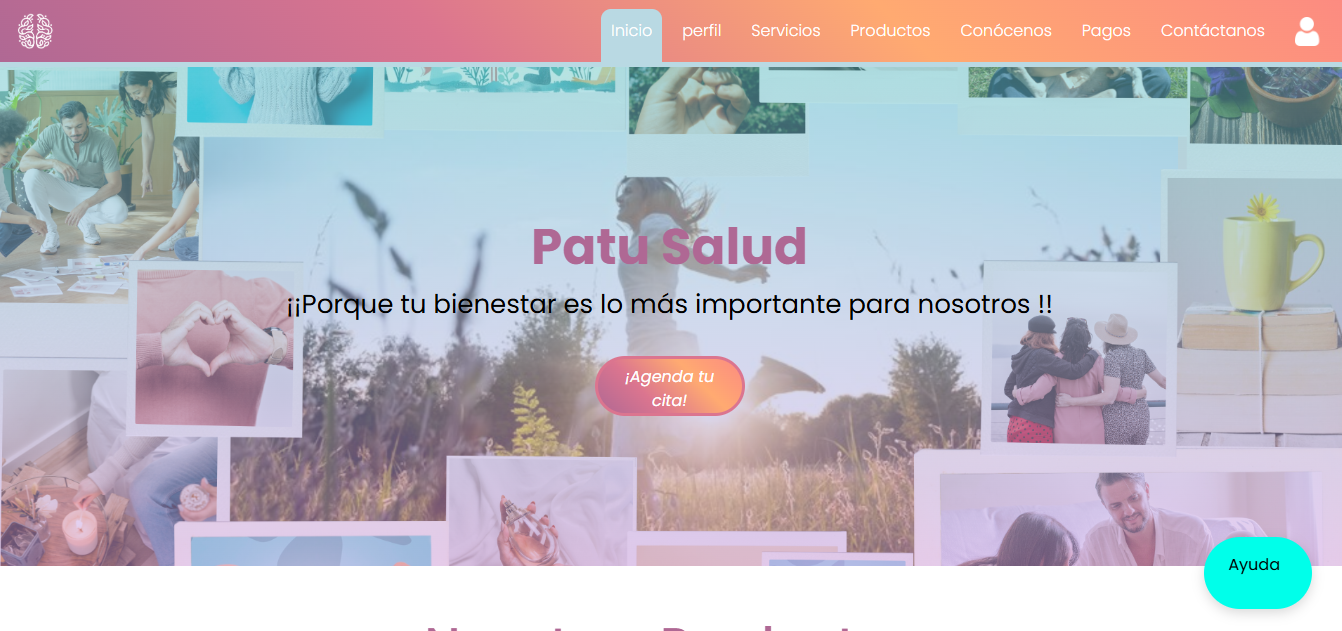 Inicio perfil Servicios Productos Conócenos Pagos Contáctanos
Patu Salud
¡¡Porque tu bienestar es lo más importante para nosotros !!
¡Agenda tu
cita!
Ayuda